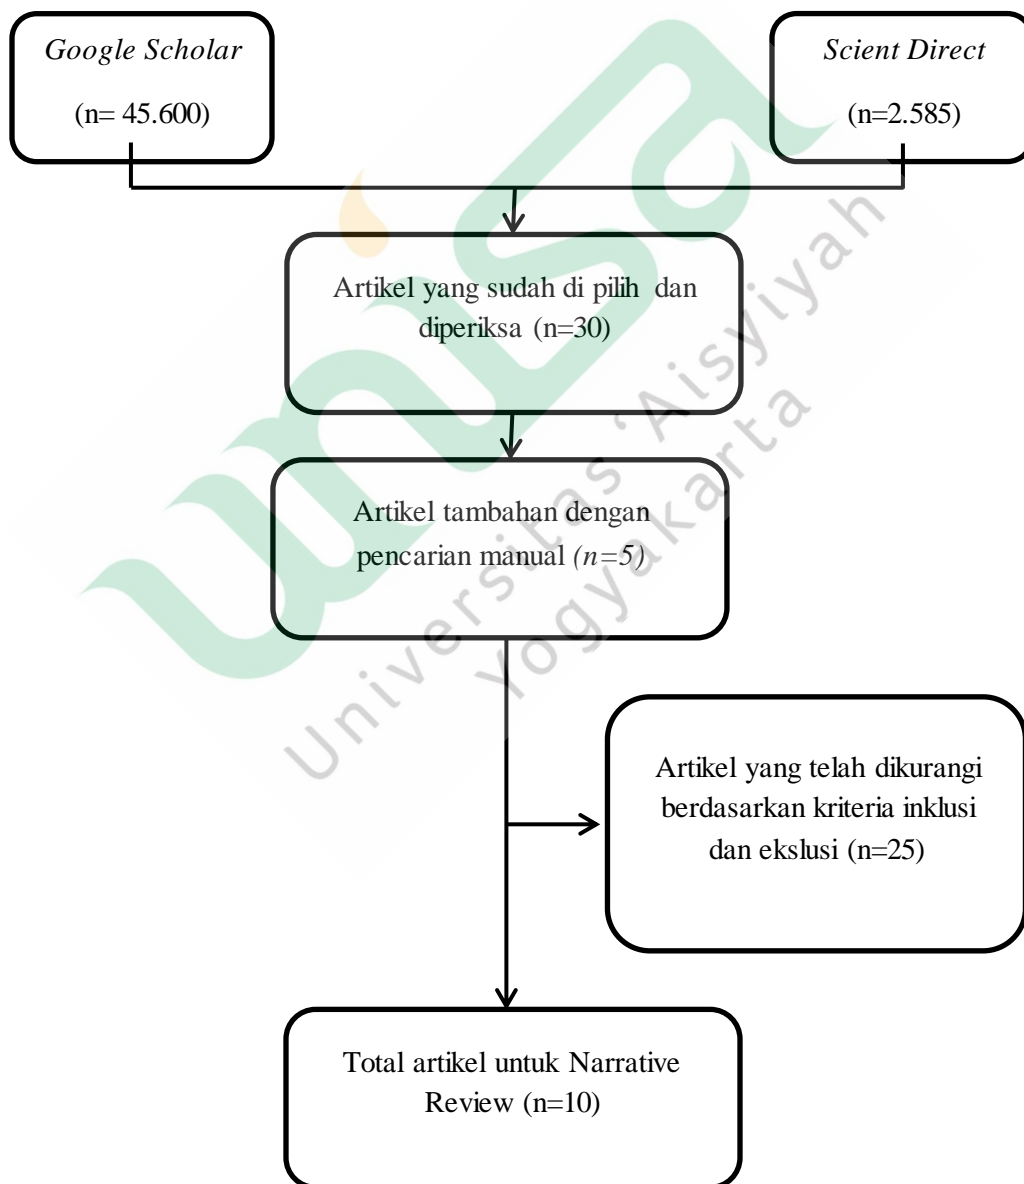 Google Scholar
(n= 45.600)
Scient Direct
(n=2.585)
Artikel yang sudah di pilih dan
diperiksa (n=30)
Artikel tambahan dengan
pencarian manual (n=5)
Artikel yang telah dikurangi
berdasarkan kriteria inklusi
dan ekslusi (n=25)
Total artikel untuk Narrative
Review (n=10)
unisa
Universitas ‘Aisyiyah
Yogyakarta